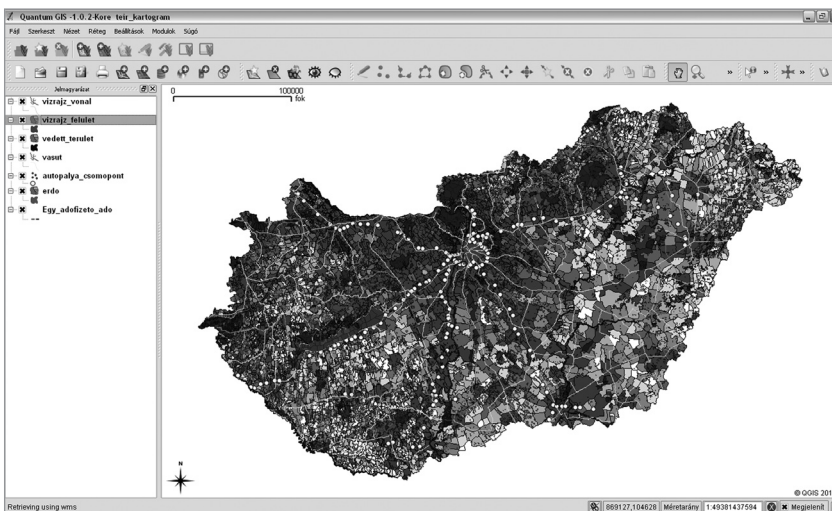 Quantum GIS -1.0.2-Kore teir_kartogram
Fájl Szerkeszt Nézet Réteg Beállítások Modulok Súgó
Jelmagyarázat
vizrajz_vonal
vizrajz_felulet
vedett_terulet
vasut
autopalya_csomopont
erdo
Egy_adofizeto_ado
0 100000
fok
N
© QGIS 201
Retrieving using wms
869127,104628 Méretarány 1:49381437594 Megjelenít